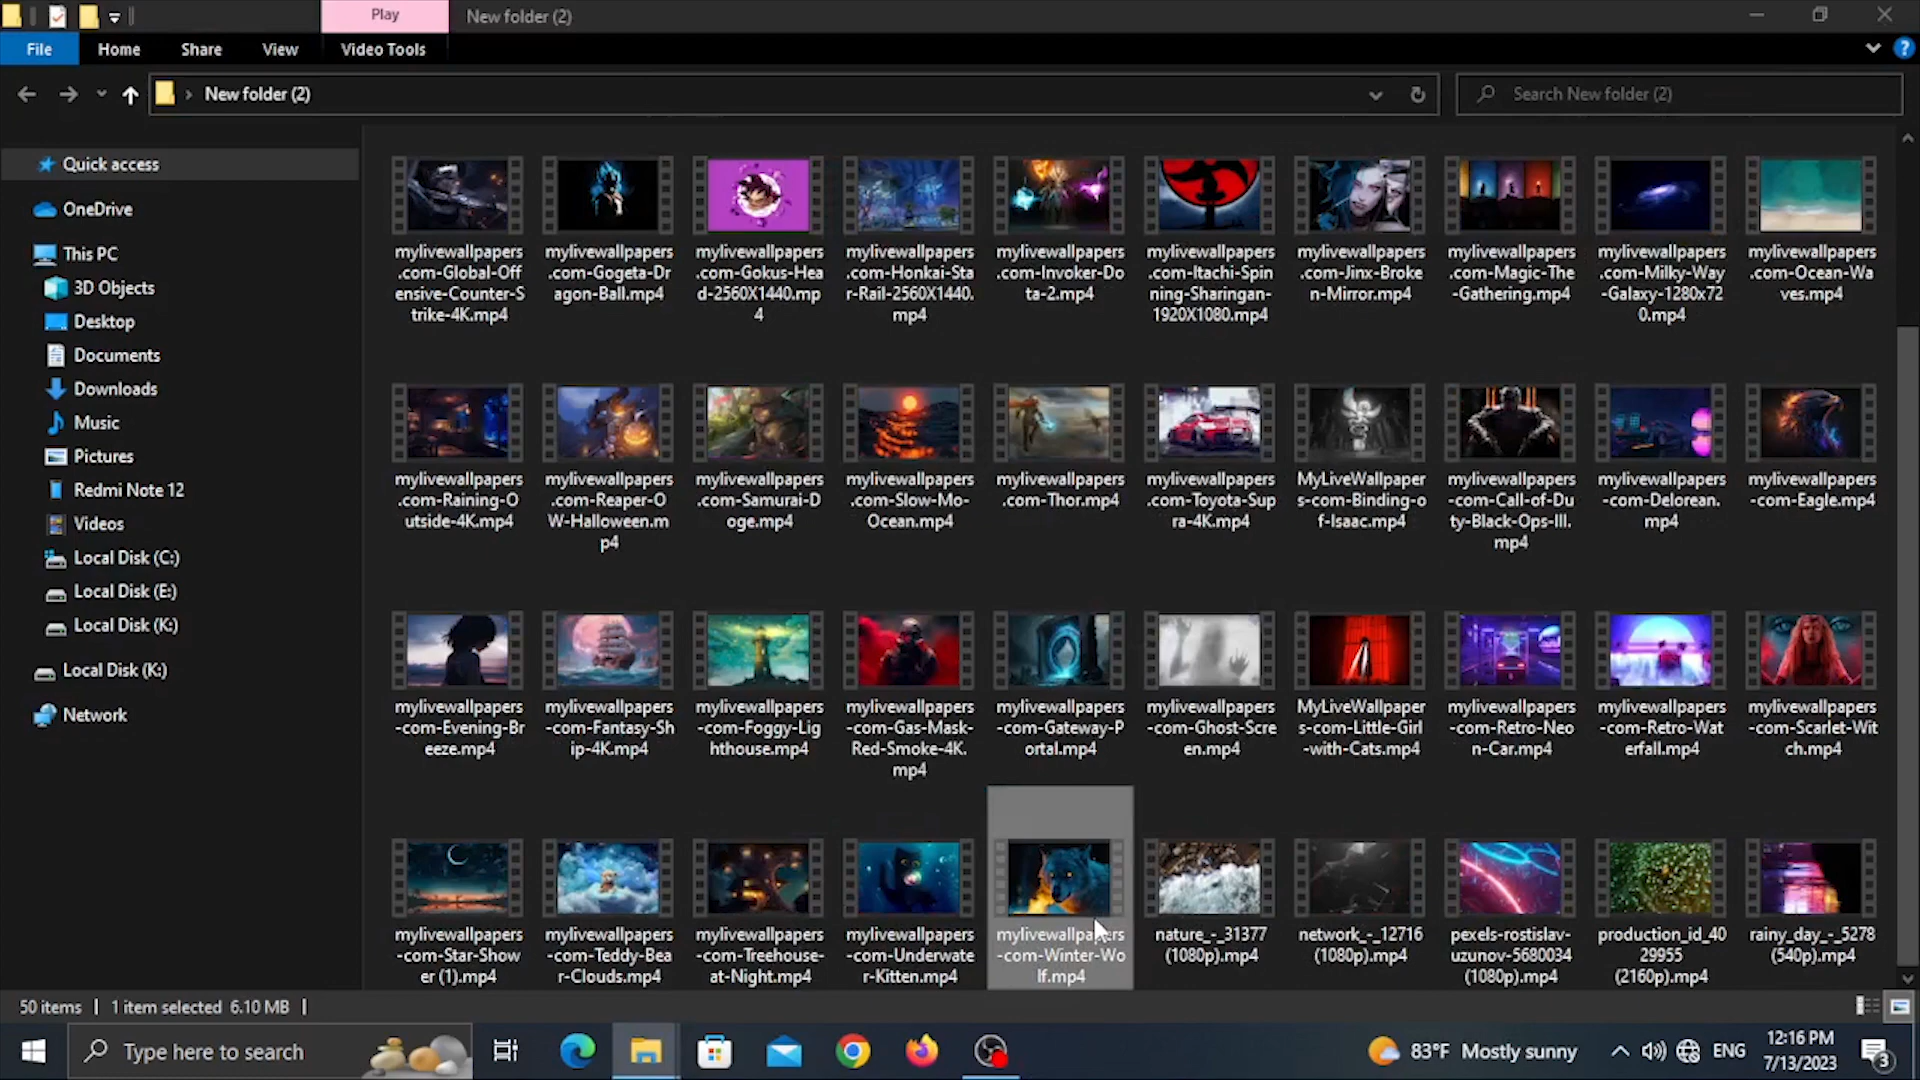 Play
New folder (2)
File
Home
Share
View
Video Tools
New folder (2)
Search New folder (2)
Quick access
OneDrive
This PC
3D Objects
Desktop
Documents
Downloads
Music
Pictures
Redmi Note 12
Videos
Local Disk (C:)
Local Disk (E:)
Local Disk (K:)
Local Disk (K:)
Network
mylivewallpapers
.com-Global-Off
ensive-Counter-S
trike-4K.mp4
mylivewallpapers
.com-Gogeta-Dr
agon-Ball.mp4
mylivewallpapers
.com-Gokus-Hea
d-2560X1440.mp
4
mylivewallpapers
.com-Honkai-Sta
r-Rail-2560X1440.
mp4
mylivewallpapers
.com-Invoker-Do
ta-2.mp4
mylivewallpapers
.com-Itachi-Spin
ning-Sharingan-
1920X1080.mp4
mylivewallpapers
.com-Jinx-Broke
n-Mirror.mp4
mylivewallpapers
.com-Magic-The
-Gathering.mp4
mylivewallpapers
.com-Milky-Way
-Galaxy-1280x72
0.mp4
mylivewallpapers
.com-Ocean-Wa
ves.mp4
mylivewallpapers
.com-Raining-O
utside-4K.mp4
mylivewallpapers
.com-Reaper-O
W-Halloween.m
p4
mylivewallpapers
.com-Samurai-D
oge.mp4
mylivewallpapers
.com-Slow-Mo-
Ocean.mp4
mylivewallpapers
.com-Thor.mp4
mylivewallpapers
.com-Toyota-Sup
ra-4K.mp4
MyLiveWallpaper
s-com-Binding-o
f-Isaac.mp4
mylivewallpapers
-com-Call-of-Du
ty-Black-Ops-III.
mp4
mylivewallpapers
-com-Delorean.
mp4
mylivewallpapers
-com-Eagle.mp4
mylivewallpapers
-com-Evening-Br
eeze.mp4
mylivewallpapers
-com-Fantasy-Sh
ip-4K.mp4
mylivewallpapers
-com-Foggy-Lig
hthouse.mp4
mylivewallpapers
-com-Gas-Mask-
Red-Smoke-4K.
mp4
mylivewallpapers
-com-Gateway-P
ortal.mp4
mylivewallpapers
-com-Ghost-Scre
en.mp4
MyLiveWallpaper
s-com-Little-Girl
-with-Cats.mp4
mylivewallpapers
-com-Retro-Neo
n-Car.mp4
mylivewallpapers
-com-Retro-Wat
erfall.mp4
mylivewallpapers
-com-Scarlet-Wit
ch.mp4
mylivewallpapers
-com-Star-Show
er (1).mp4
mylivewallpapers
-com-Teddy-Bea
r-Clouds.mp4
mylivewallpapers
-com-Treehouse-
at-Night.mp4
mylivewallpapers
-com-Underwate
r-Kitten.mp4
mylivewallpapers
-com-Winter-Wo
lf.mp4
nature_-_31377
(1080p).mp4
network_-_12716
(1080p).mp4
pexels-rostislav-
uzunov-5680034
(1080p).mp4
production_id_40
29955
(2160p).mp4
rainy_day_-_5278
(540p).mp4
50 items
1 item selected 6.10 MB
Type here to search
83°F Mostly sunny
ENG
12:16 PM
7/13/2023
3